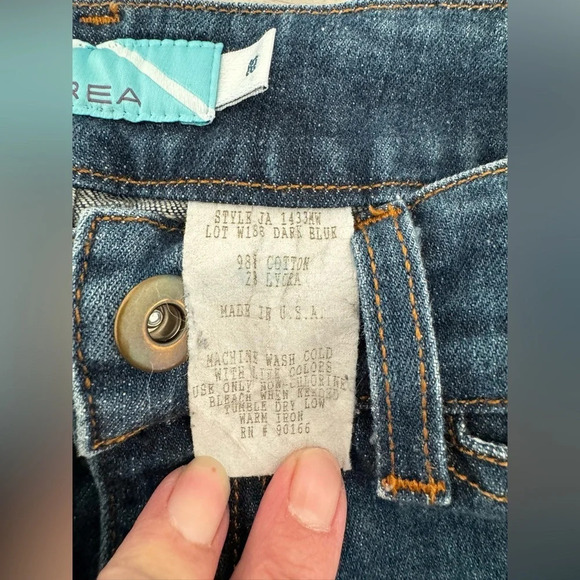 REA
STYLE JA 1433MW
LOT W188 DARK BLUE
98% COTTON
2% LYCRA
MADE IN U.S.A.
MACHINE WASH COLD
WITH LIKE COLORS
USE ONLY NON-CHLORINE
BLEACH WHEN NEEDED
TUMBLE DRY LOW
WARM IRON
RN # 90166